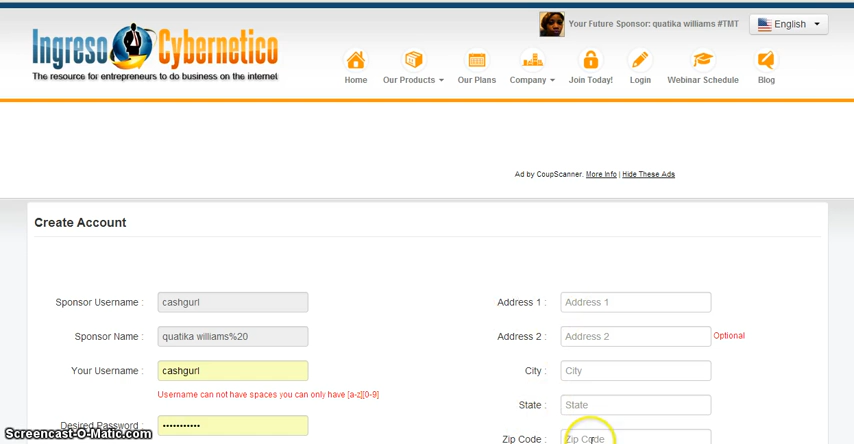 Your Future Sponsor: quatika williams #TMT
English
Ingreso Cybernetico
The resource for entrepreneurs to do business on the internet
Home
Our Products
Our Plans
Company
Join Today!
Login
Webinar Schedule
Blog
Ad by CoupScanner. More Info | Hide These Ads
Create Account
Sponsor Username : cashgurl
Sponsor Name : quatika williams%20
Your Username : cashgurl
Username can not have spaces you can only have [a-z][0-9]
Desired Password : •••••••••••
Address 1 : Address 1
Address 2 : Address 2 Optional
City : City
State : State
Zip Code : Zip Code
Screencast-O-Matic.com